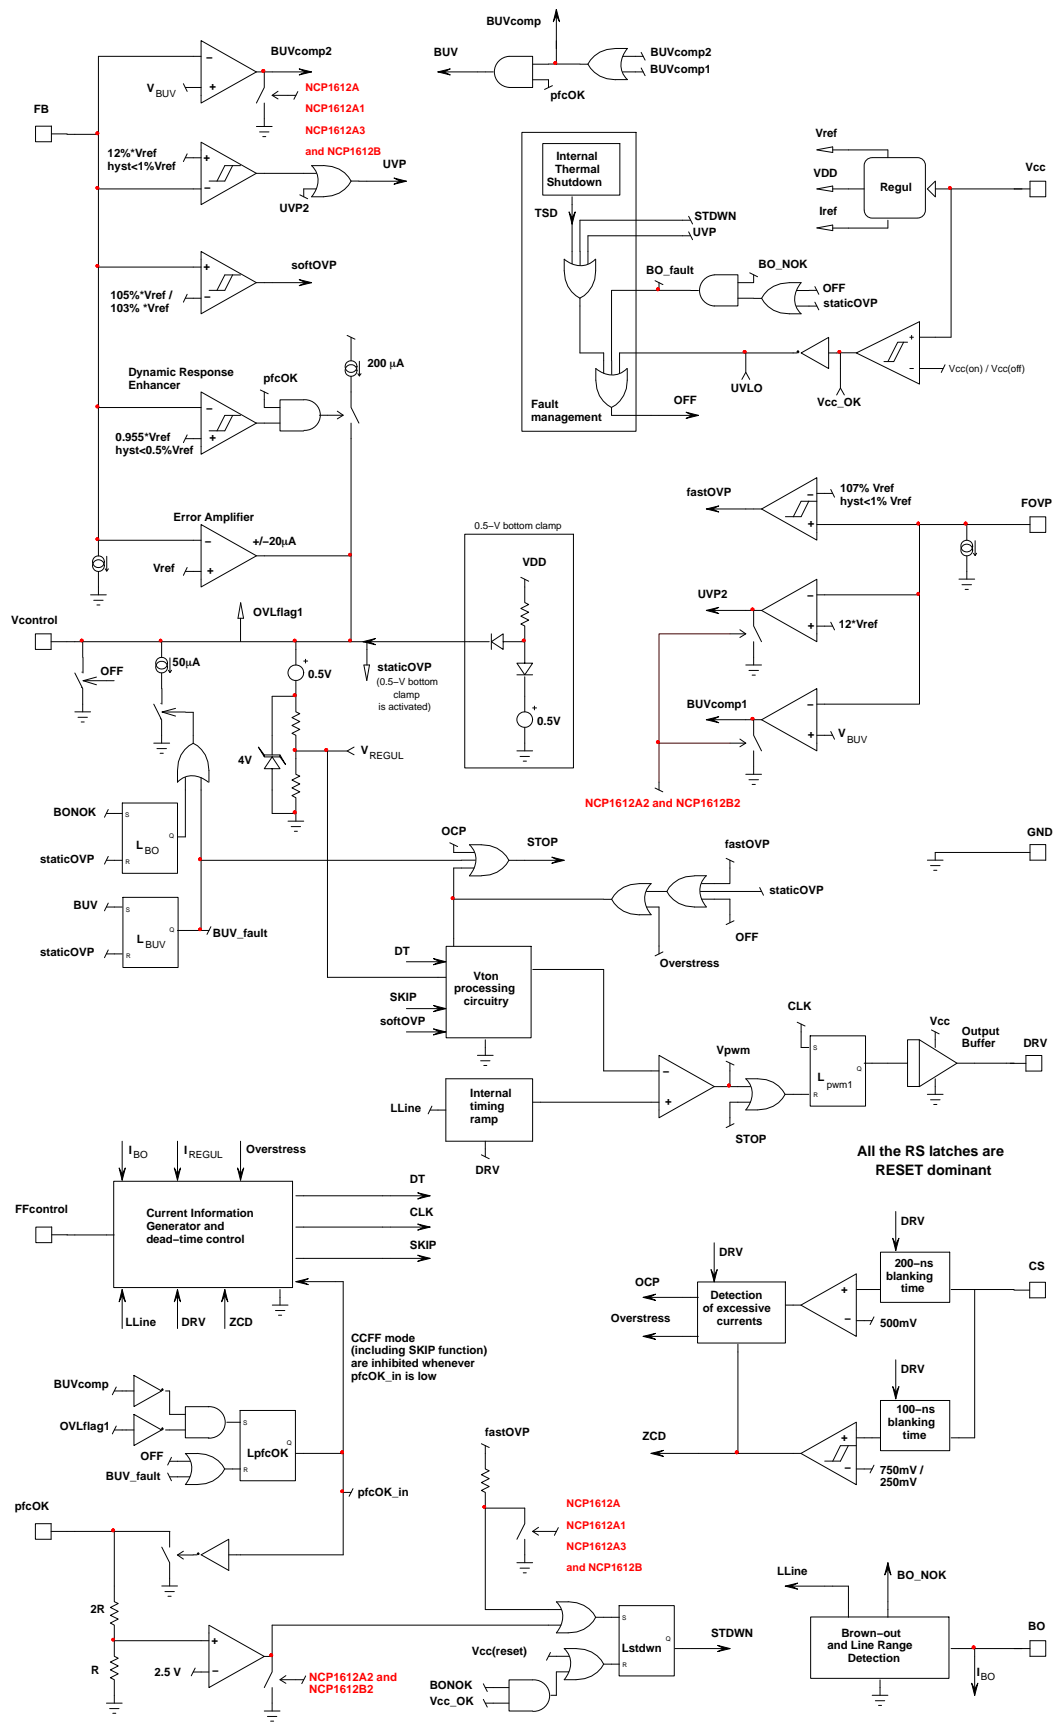 BUVcomp
BUVcomp2
V BUV
NCP1612A
NCP1612A1
NCP1612A3
and NCP1612B
FB
BUV
BUVcomp2
BUVcomp1
pfcOK
12%*Vref
hyst<1%Vref
UVP
UVP2
softOVP
105%*Vref /
103% *Vref
Internal
Thermal
Shutdown
TSD
STDWN
UVP
BO_fault
BO_NOK
OFF
staticOVP
UVLO
Vcc_OK
Vcc(on) / Vcc(off)
OFF
Fault
management
Vref
VDD
Iref
Regul
Vcc
Dynamic Response
Enhancer
pfcOK
200 µA
0.955*Vref
hyst<0.5%Vref
Error Amplifier
+/−20µA
Vref
fastOVP
107% Vref
hyst<1% Vref
FOVP
UVP2
12*Vref
BUVcomp1
V BUV
NCP1612A2 and NCP1612B2
0.5−V bottom clamp
VDD
0.5V
Vcontrol
OVLflag1
OFF
50µA
0.5V
staticOVP
(0.5−V bottom
clamp
is activated)
4V
V REGUL
BONOK
S
Q
L BO
staticOVP
R
BUV
S
Q
L BUV
staticOVP
R
BUV_fault
OCP
STOP
fastOVP
staticOVP
OFF
Overstress
GND
DT
SKIP
softOVP
Vton
processing
circuitry
LLine
Internal
timing
ramp
DRV
Vpwm
STOP
CLK
S
Q
L pwm1
R
Vcc
Output
Buffer
DRV
All the RS latches are
RESET dominant
I BO
I REGUL
Overstress
FFcontrol
Current Information
Generator and
dead−time control
DT
CLK
SKIP
LLine
DRV
ZCD
CCFF mode
(including SKIP function)
are inhibited whenever
pfcOK_in is low
DRV
OCP
Overstress
Detection
of excessive
currents
DRV
200−ns
blanking
time
CS
500mV
DRV
100−ns
blanking
time
ZCD
750mV /
250mV
BUVcomp
OVLflag1
OFF
BUV_fault
S
Q
LpfcOK
R
pfcOK_in
pfcOK
2R
R
2.5 V
NCP1612A2 and
NCP1612B2
fastOVP
NCP1612A
NCP1612A1
NCP1612A3
and NCP1612B
Vcc(reset)
BONOK
Vcc_OK
S
Q
Lstdwn
R
STDWN
LLine
BO_NOK
Brown−out
and Line Range
Detection
BO
I BO